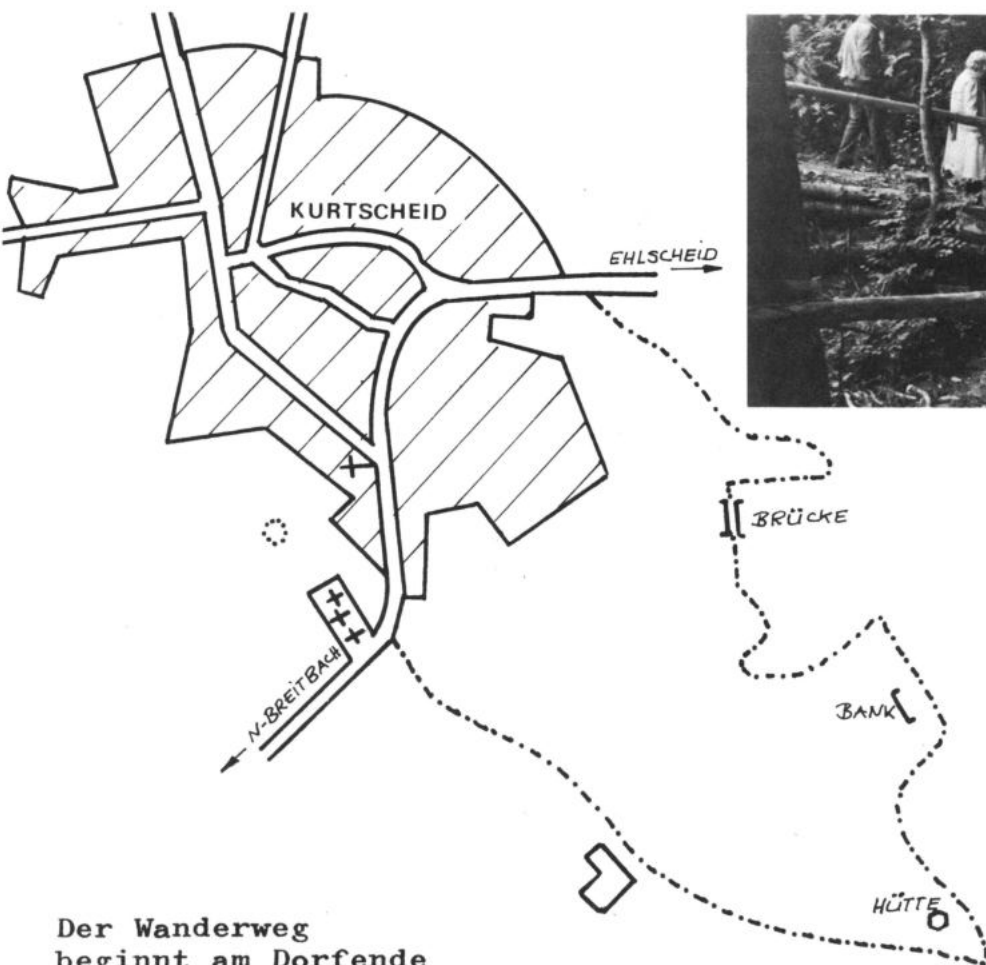 KURTSCHEID
EHLSCHEID
BRÜCKE
N-BREITBACH
BANK
HÜTTE
Der Wanderweg
beginnt am Dorfende